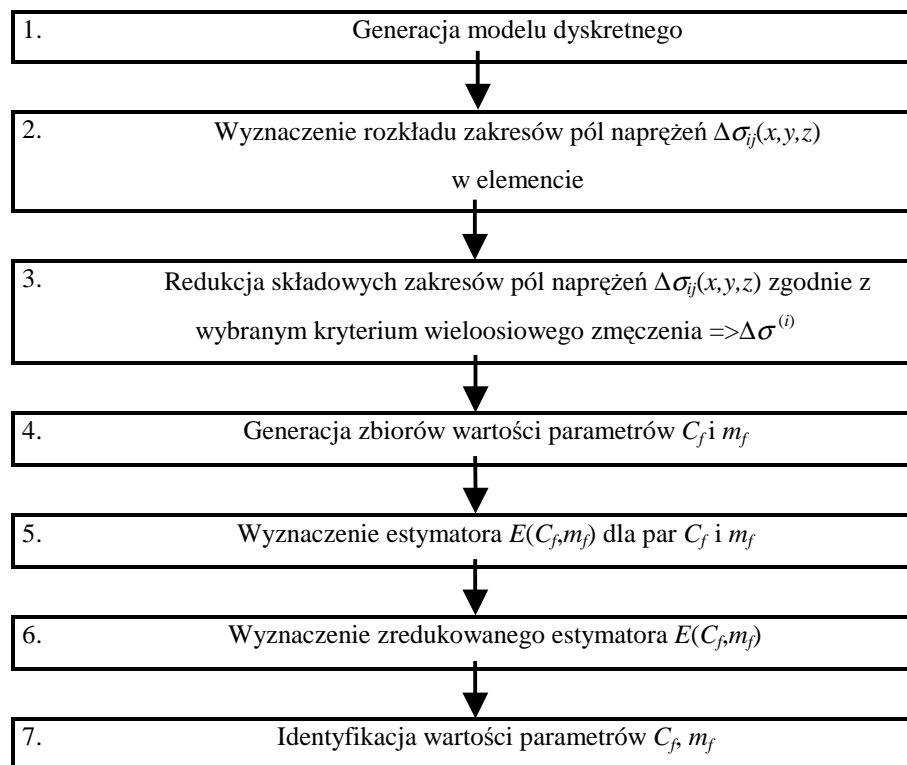 1. Generacja modelu dyskretnego
2. Wyznaczenie rozkładu zakresów pól naprężeń Δσij(x,y,z)
w elemencie
3. Redukcja składowych zakresów pól naprężeń Δσij(x,y,z) zgodnie z
wybranym kryterium wieloosiowego zmęczenia =>Δσ(i)
4. Generacja zbiorów wartości parametrów Cf i mf
5. Wyznaczenie estymatora E(Cf,mf) dla par Cf i mf
6. Wyznaczenie zredukowanego estymatora E(Cf,mf)
7. Identyfikacja wartości parametrów Cf, mf